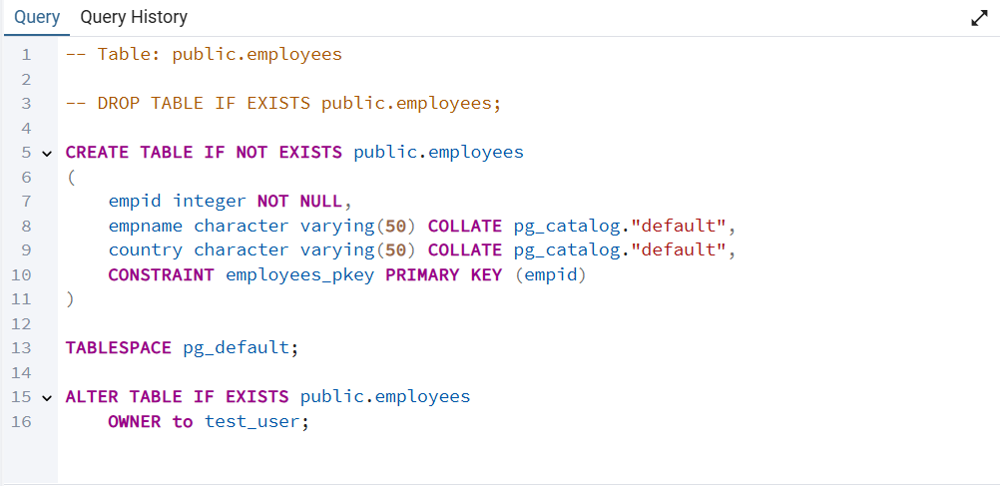 Query Query History
1 -- Table: public.employees
2
3 -- DROP TABLE IF EXISTS public.employees;
4
5 CREATE TABLE IF NOT EXISTS public.employees
6 (
7     empid integer NOT NULL,
8     empname character varying(50) COLLATE pg_catalog."default",
9     country character varying(50) COLLATE pg_catalog."default",
10     CONSTRAINT employees_pkey PRIMARY KEY (empid)
11 )
12
13 TABLESPACE pg_default;
14
15 ALTER TABLE IF EXISTS public.employees
16     OWNER to test_user;